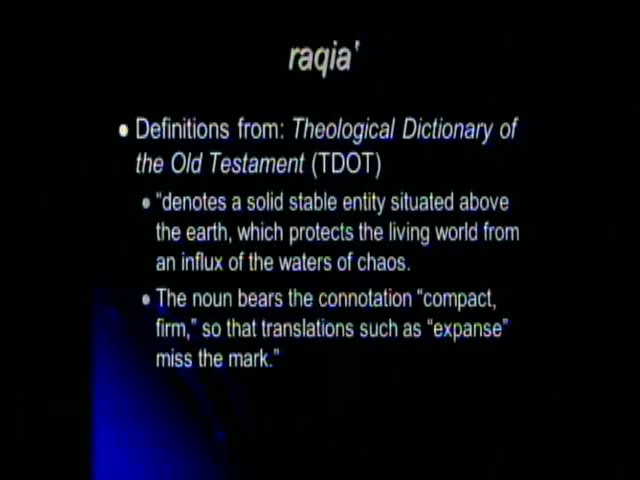 raqia‛
• Definitions from: Theological Dictionary of
the Old Testament (TDOT)
• “denotes a solid stable entity situated above
the earth, which protects the living world from
an influx of the waters of chaos.
• The noun bears the connotation “compact,
firm,” so that translations such as “expanse”
miss the mark.”